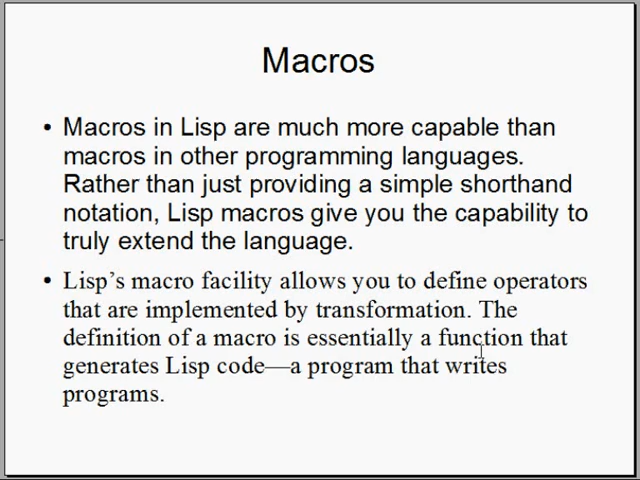 Macros
• Macros in Lisp are much more capable than
macros in other programming languages.
Rather than just providing a simple shorthand
notation, Lisp macros give you the capability to
truly extend the language.
• Lisp’s macro facility allows you to define operators
that are implemented by transformation. The
definition of a macro is essentially a function that
generates Lisp code—a program that writes
programs.